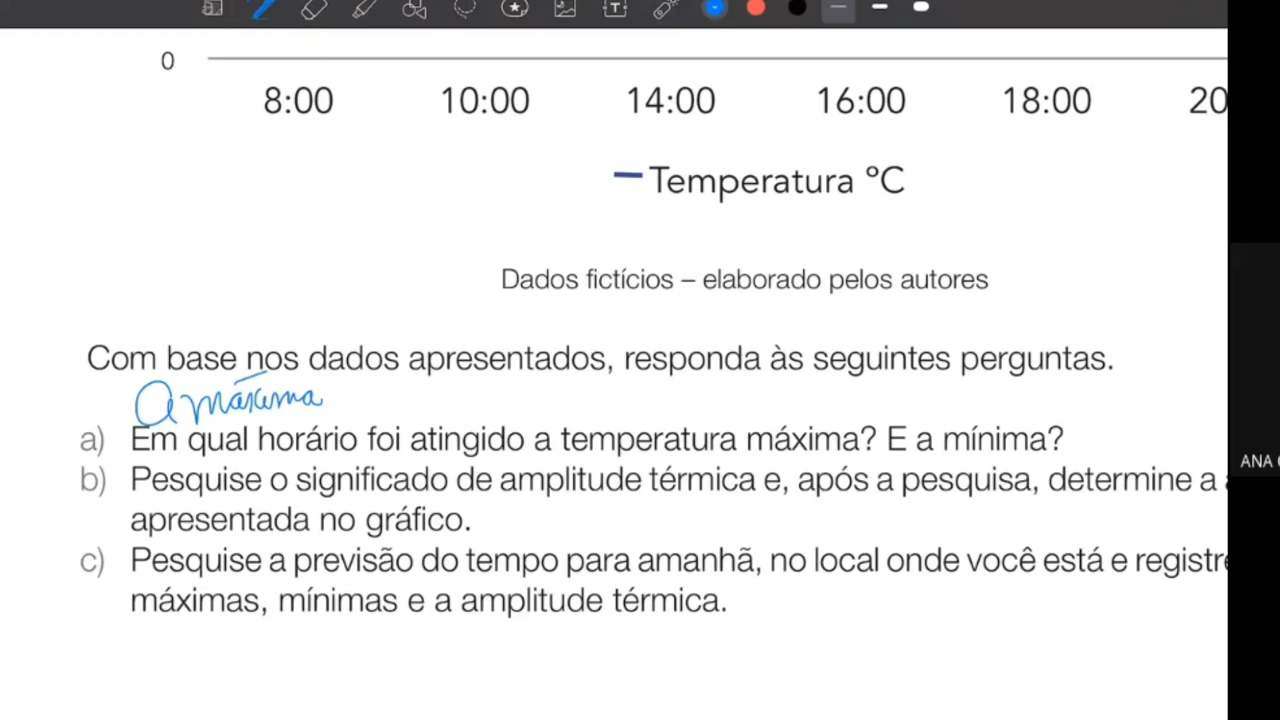 0
8:00 10:00 14:00 16:00 18:00 20
Temperatura ºC
Dados fictícios – elaborado pelos autores
Com base nos dados apresentados, responda às seguintes perguntas.
A máxima
a) Em qual horário foi atingido a temperatura máxima? E a mínima?
b) Pesquise o significado de amplitude térmica e, após a pesquisa, determine a
apresentada no gráfico.
c) Pesquise a previsão do tempo para amanhã, no local onde você está e registre
máximas, mínimas e a amplitude térmica.
ANA